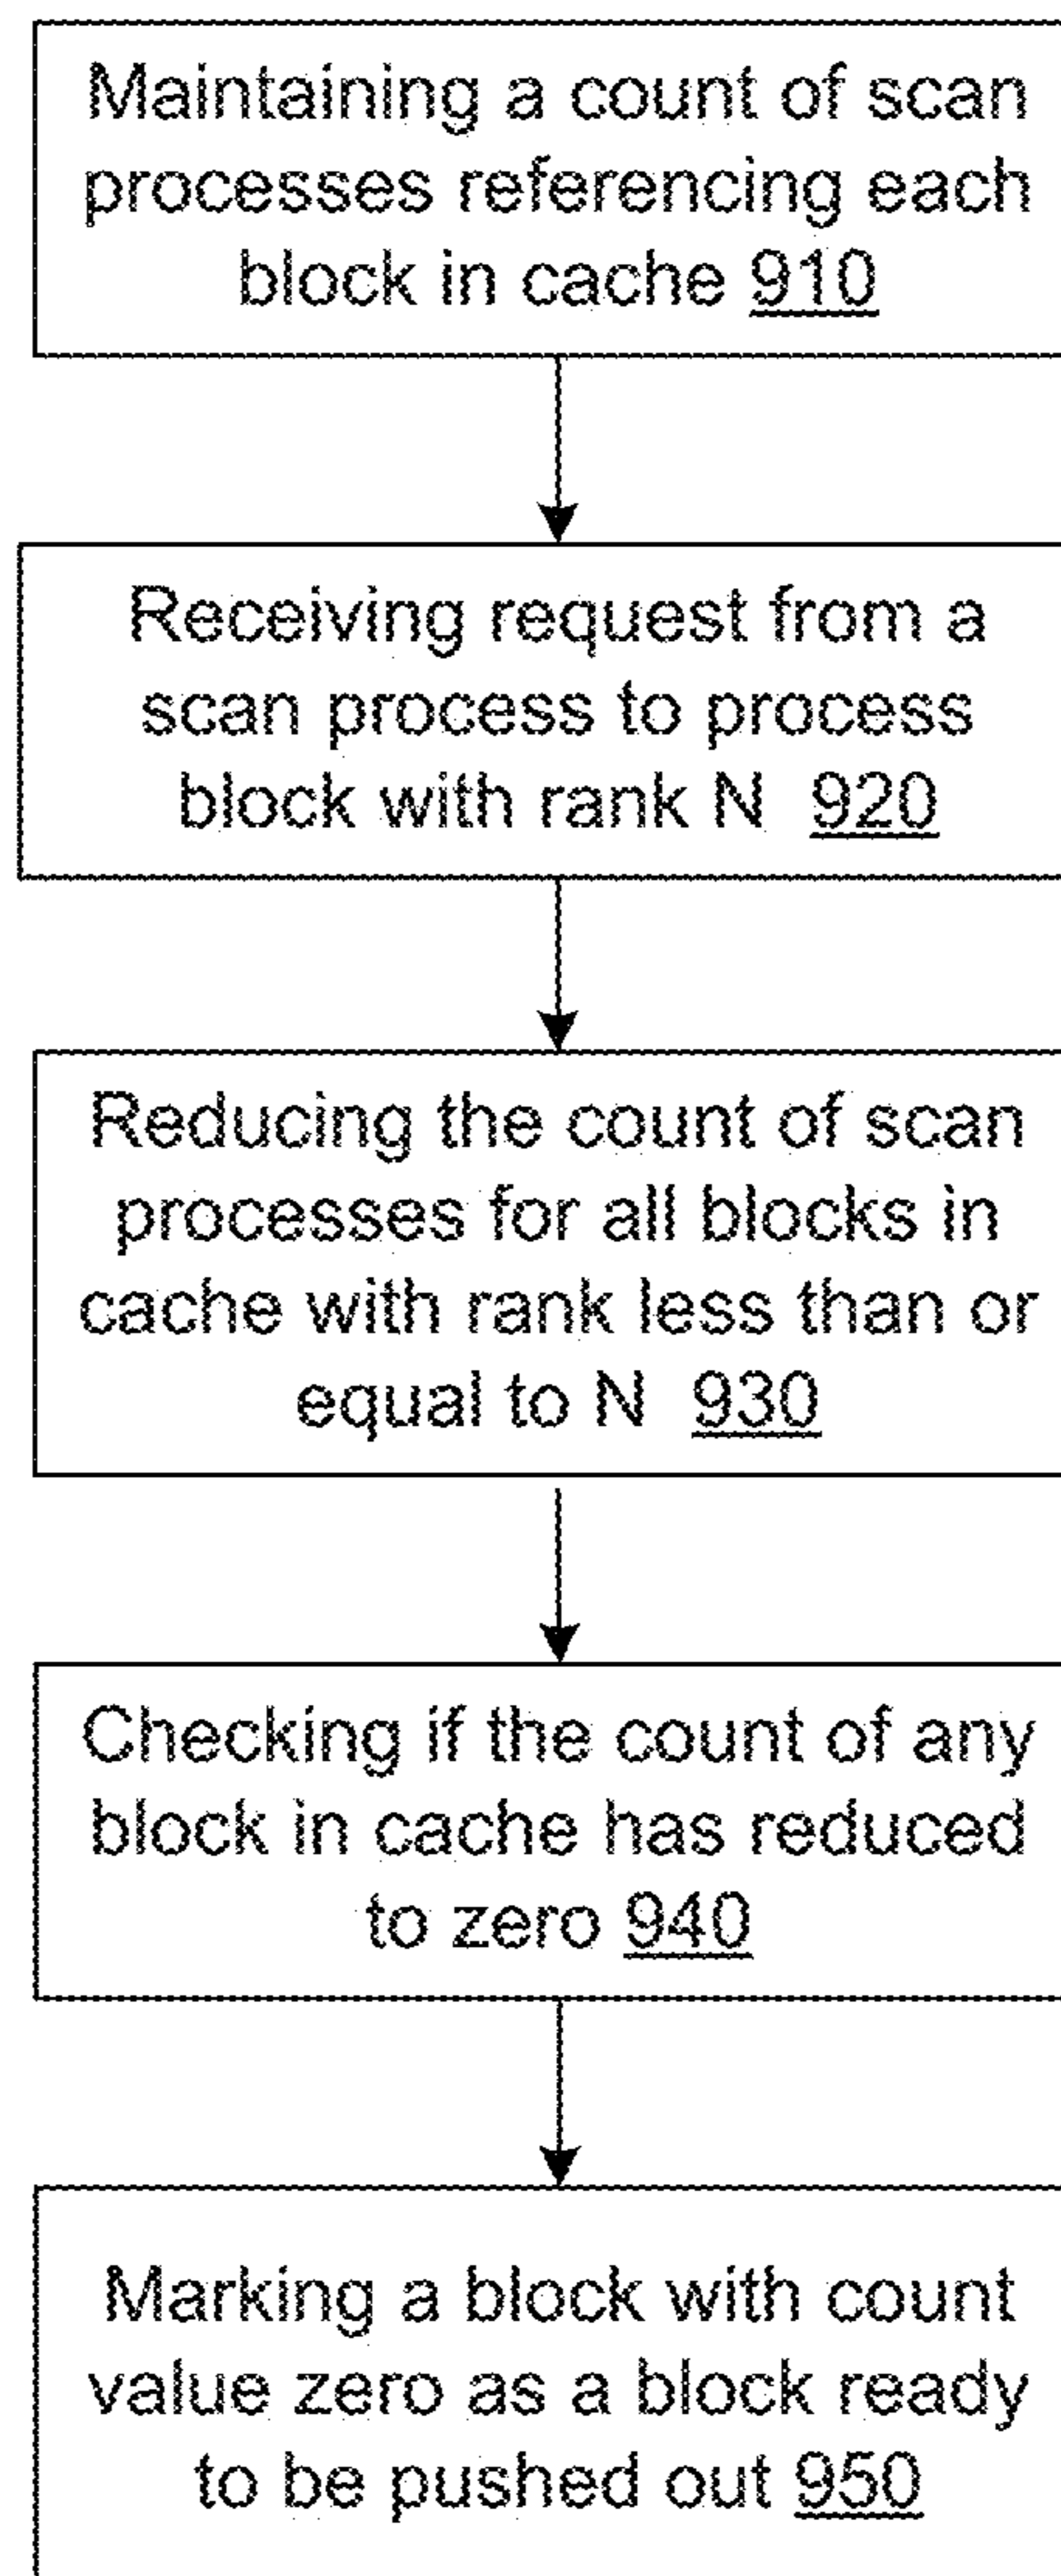 Maintaining a count of scan
processes referencing each
block in cache 910
Receiving request from a
scan process to process
block with rank N 920
Reducing the count of scan
processes for all blocks in
cache with rank less than or
equal to N 930
Checking if the count of any
block in cache has reduced
to zero 940
Marking a block with count
value zero as a block ready
to be pushed out 950